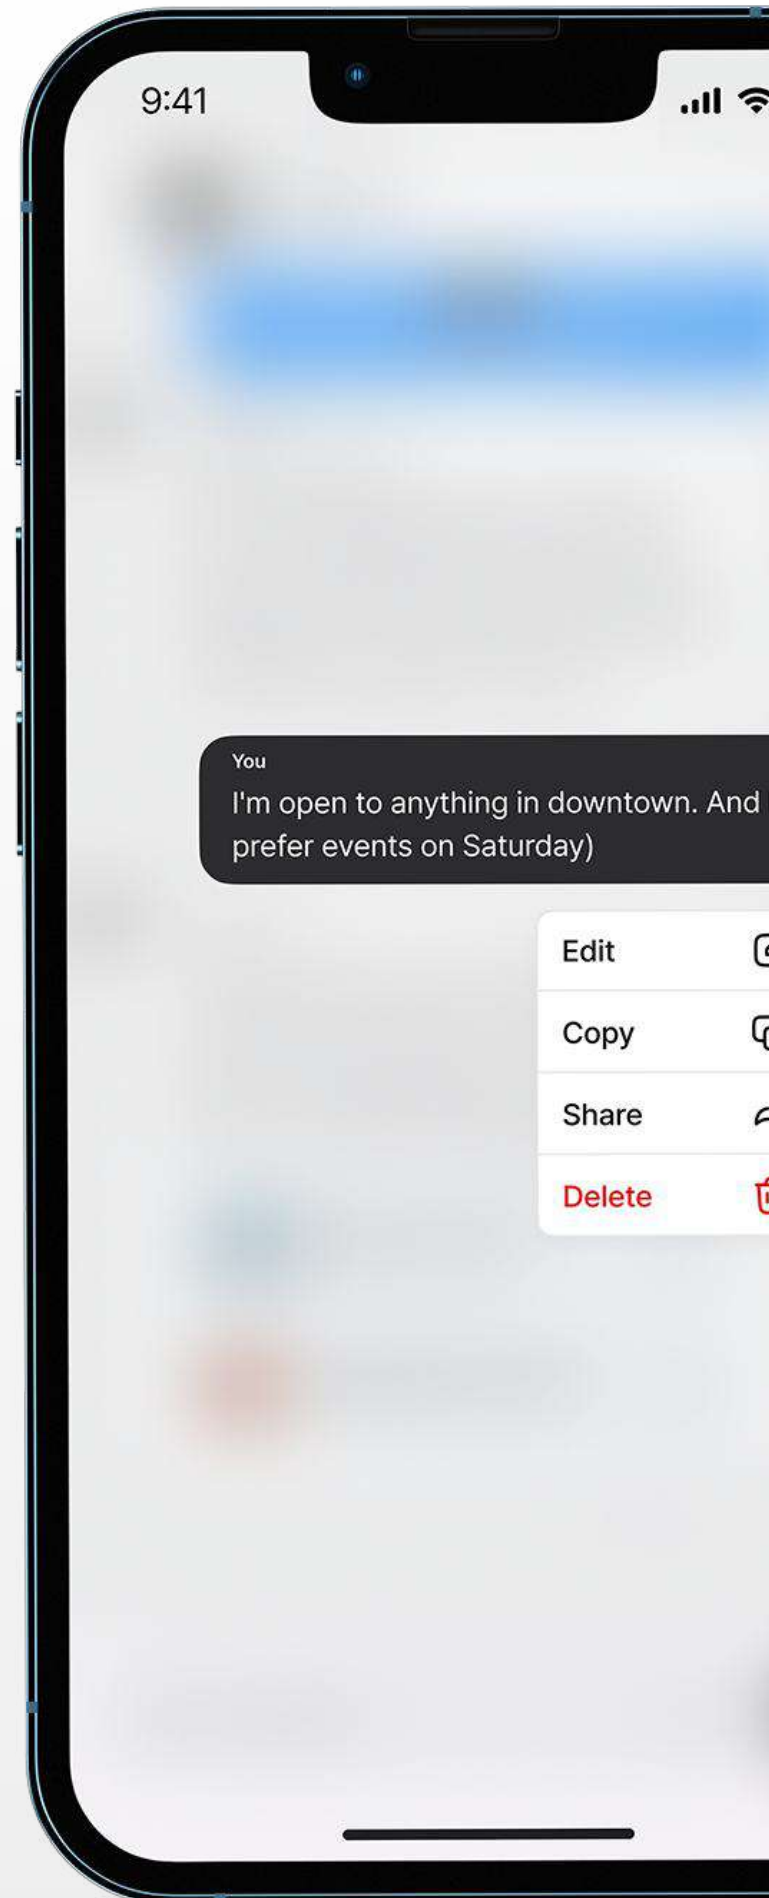 9:41
You
I'm open to anything in downtown. And
prefer events on Saturday)
Edit
Copy
Share
Delete